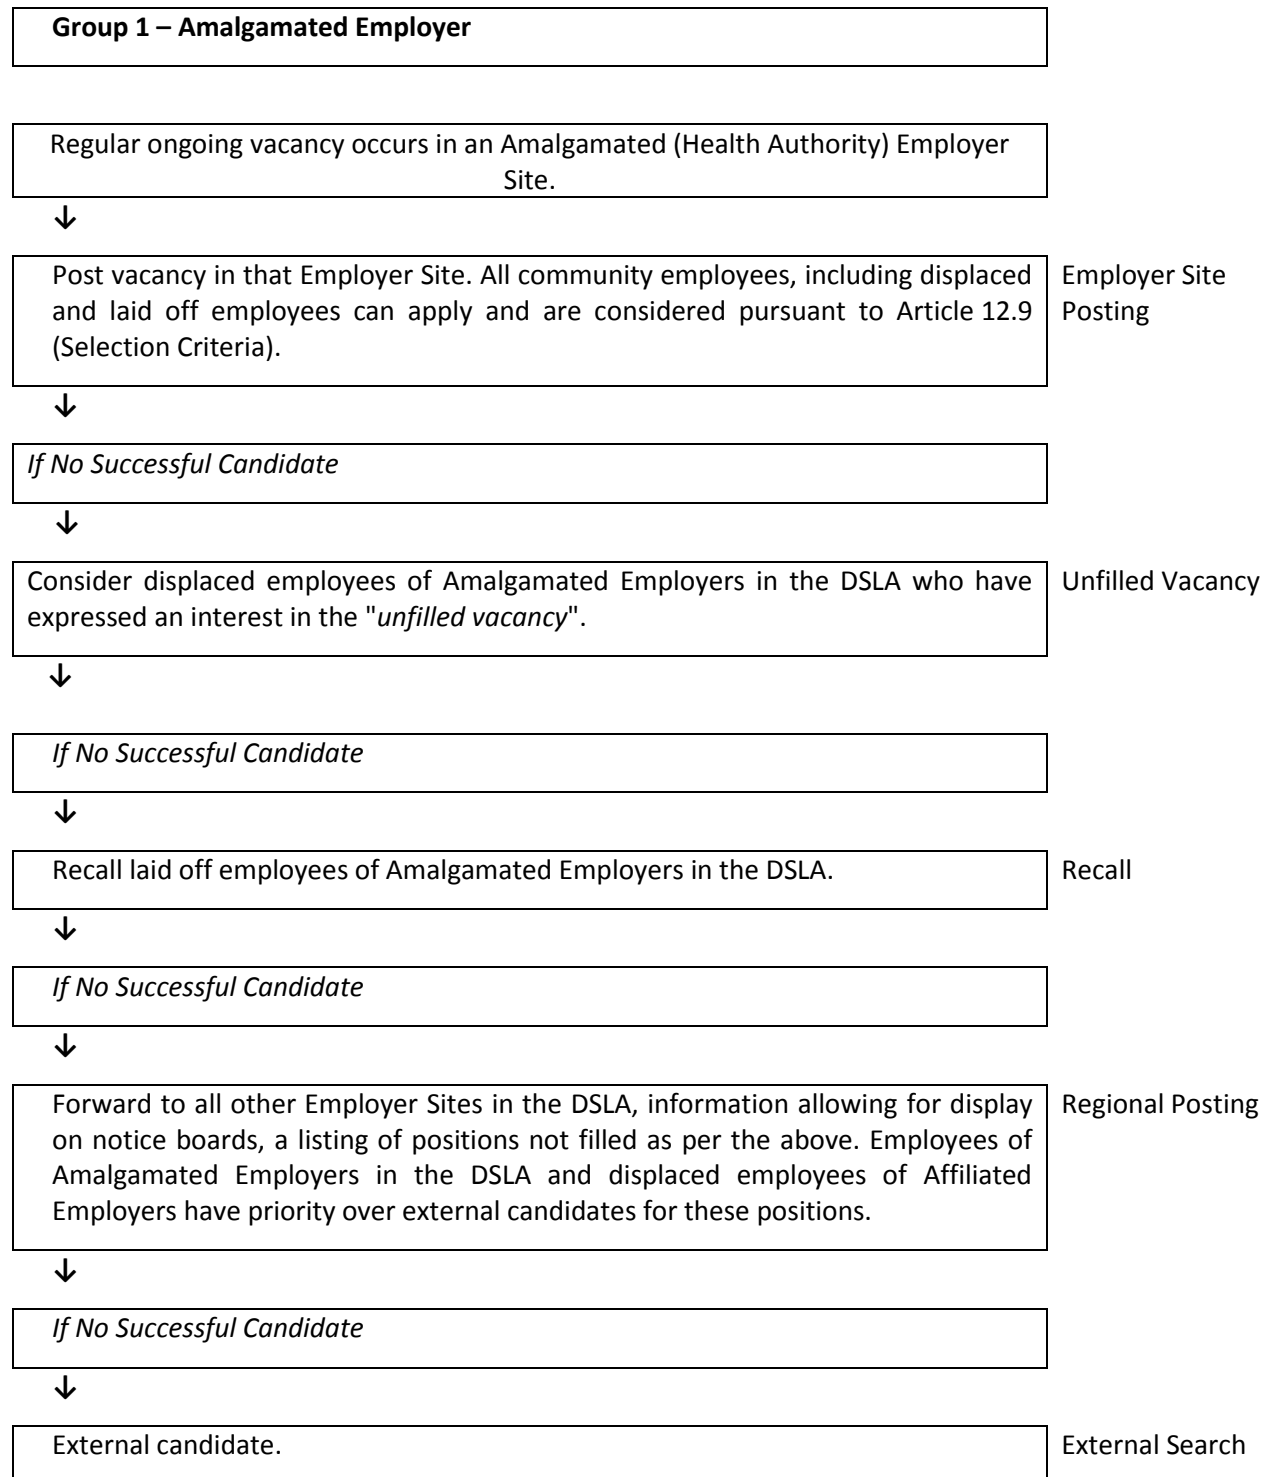 Group 1 – Amalgamated Employer
Regular ongoing vacancy occurs in an Amalgamated (Health Authority) Employer
Site.
↓
Post vacancy in that Employer Site. All community employees, including displaced
and laid off employees can apply and are considered pursuant to Article 12.9
(Selection Criteria).
Employer Site
Posting
↓
If No Successful Candidate
↓
Consider displaced employees of Amalgamated Employers in the DSLA who have
expressed an interest in the "unfilled vacancy".
Unfilled Vacancy
↓
If No Successful Candidate
↓
Recall laid off employees of Amalgamated Employers in the DSLA.
Recall
↓
If No Successful Candidate
↓
Forward to all other Employer Sites in the DSLA, information allowing for display
on notice boards, a listing of positions not filled as per the above. Employees of
Amalgamated Employers in the DSLA and displaced employees of Affiliated
Employers have priority over external candidates for these positions.
Regional Posting
↓
If No Successful Candidate
↓
External candidate.
External Search